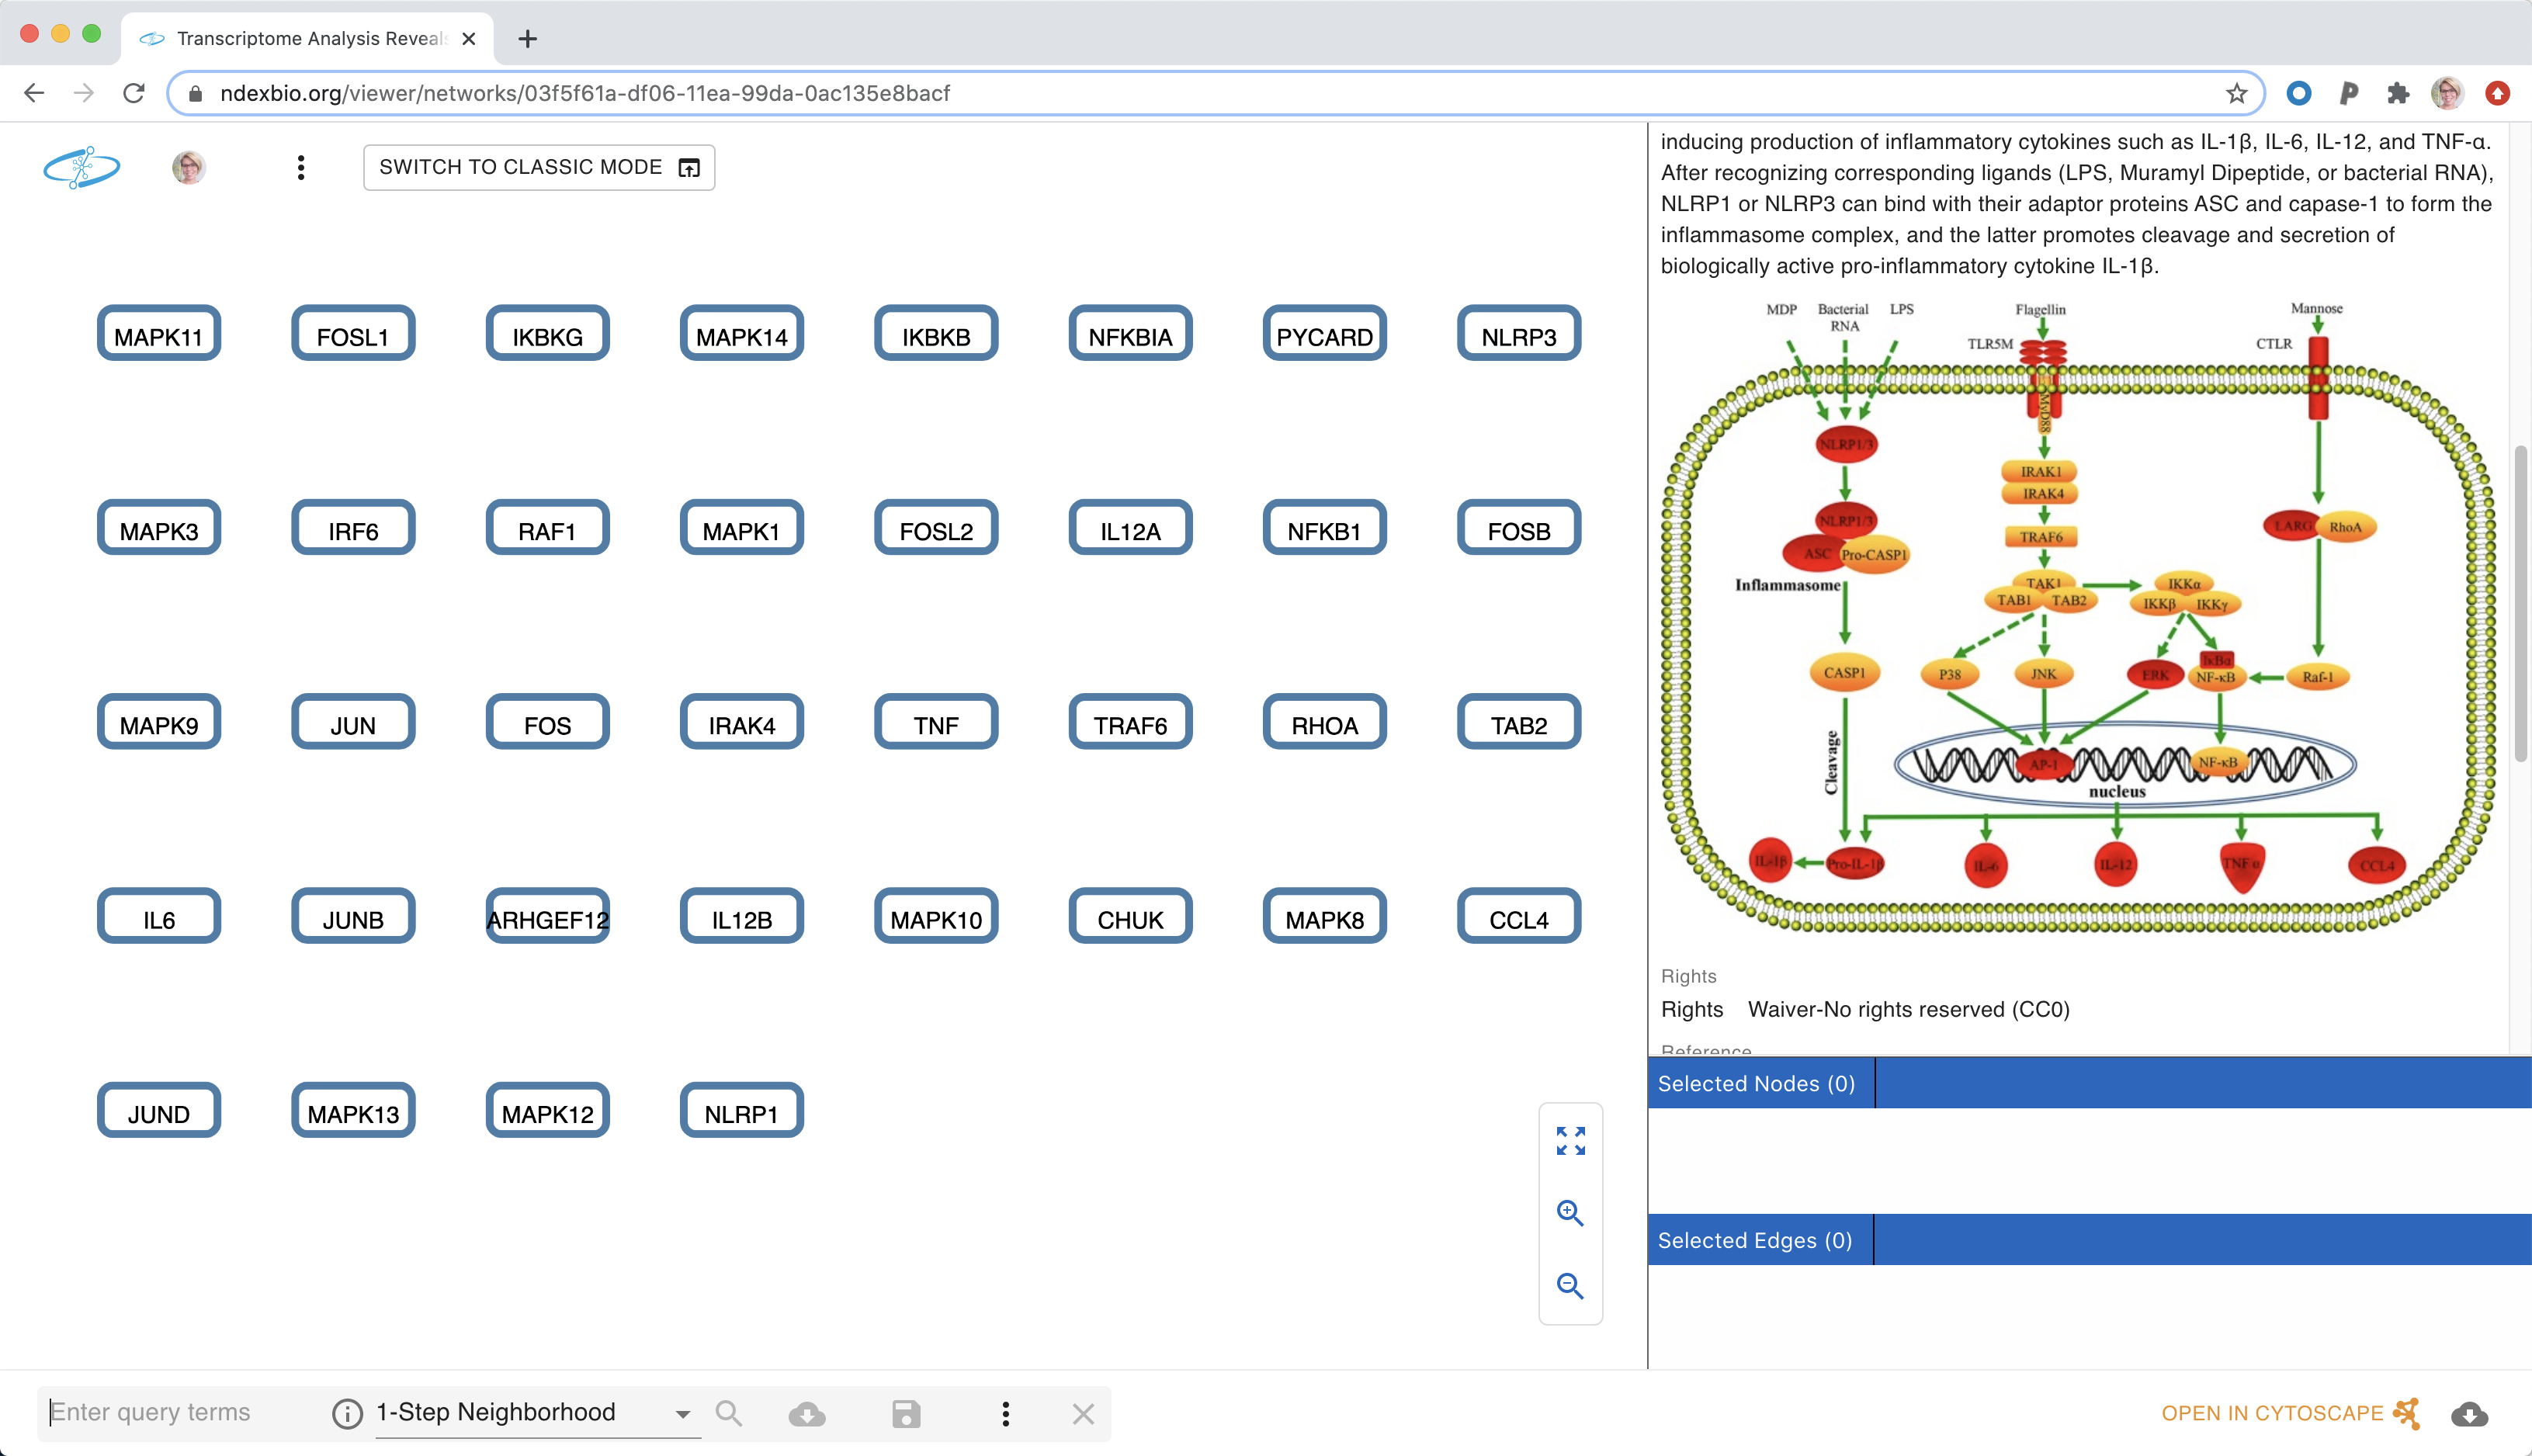 Transcriptome Analysis Reveals
ndexbio.org/viewer/networks/03f5f61a-df06-11ea-99da-0ac135e8bacf
SWITCH TO CLASSIC MODE
MAPK11 FOSL1 IKBKG MAPK14 IKBKB NFKBIA PYCARD NLRP3
MAPK3 IRF6 RAF1 MAPK1 FOSL2 IL12A NFKB1 FOSB
MAPK9 JUN FOS IRAK4 TNF TRAF6 RHOA TAB2
IL6 JUNB ARHGEF12 IL12B MAPK10 CHUK MAPK8 CCL4
JUND MAPK13 MAPK12 NLRP1
inducing production of inflammatory cytokines such as IL-1β, IL-6, IL-12, and TNF-α.
After recognizing corresponding ligands (LPS, Muramyl Dipeptide, or bacterial RNA),
NLRP1 or NLRP3 can bind with their adaptor proteins ASC and capase-1 to form the
inflammasome complex, and the latter promotes cleavage and secretion of
biologically active pro-inflammatory cytokine IL-1β.
MDP Bacterial LPS Flagellin Mannose
RNA
TLR5M CTLR
MyD88
NLRP1/3
IRAK1
IRAK4
NLRP1/3
LARG RhoA
TRAF6
ASC Pro-CASP1
Inflammasome
TAK1 IKKα
TAB1 TAB2 IKKβ IKKγ
IκBα
CASP1 P38 JNK ERK NF-κB Raf-1
Cleavage
AP-1 NF-κB
nucleus
IL-1β Pro-IL-1β IL-6 IL-12 TNF α CCL4
Rights
Rights Waiver-No rights reserved (CC0)
Reference
Selected Nodes (0)
Selected Edges (0)
Enter query terms 1-Step Neighborhood
OPEN IN CYTOSCAPE